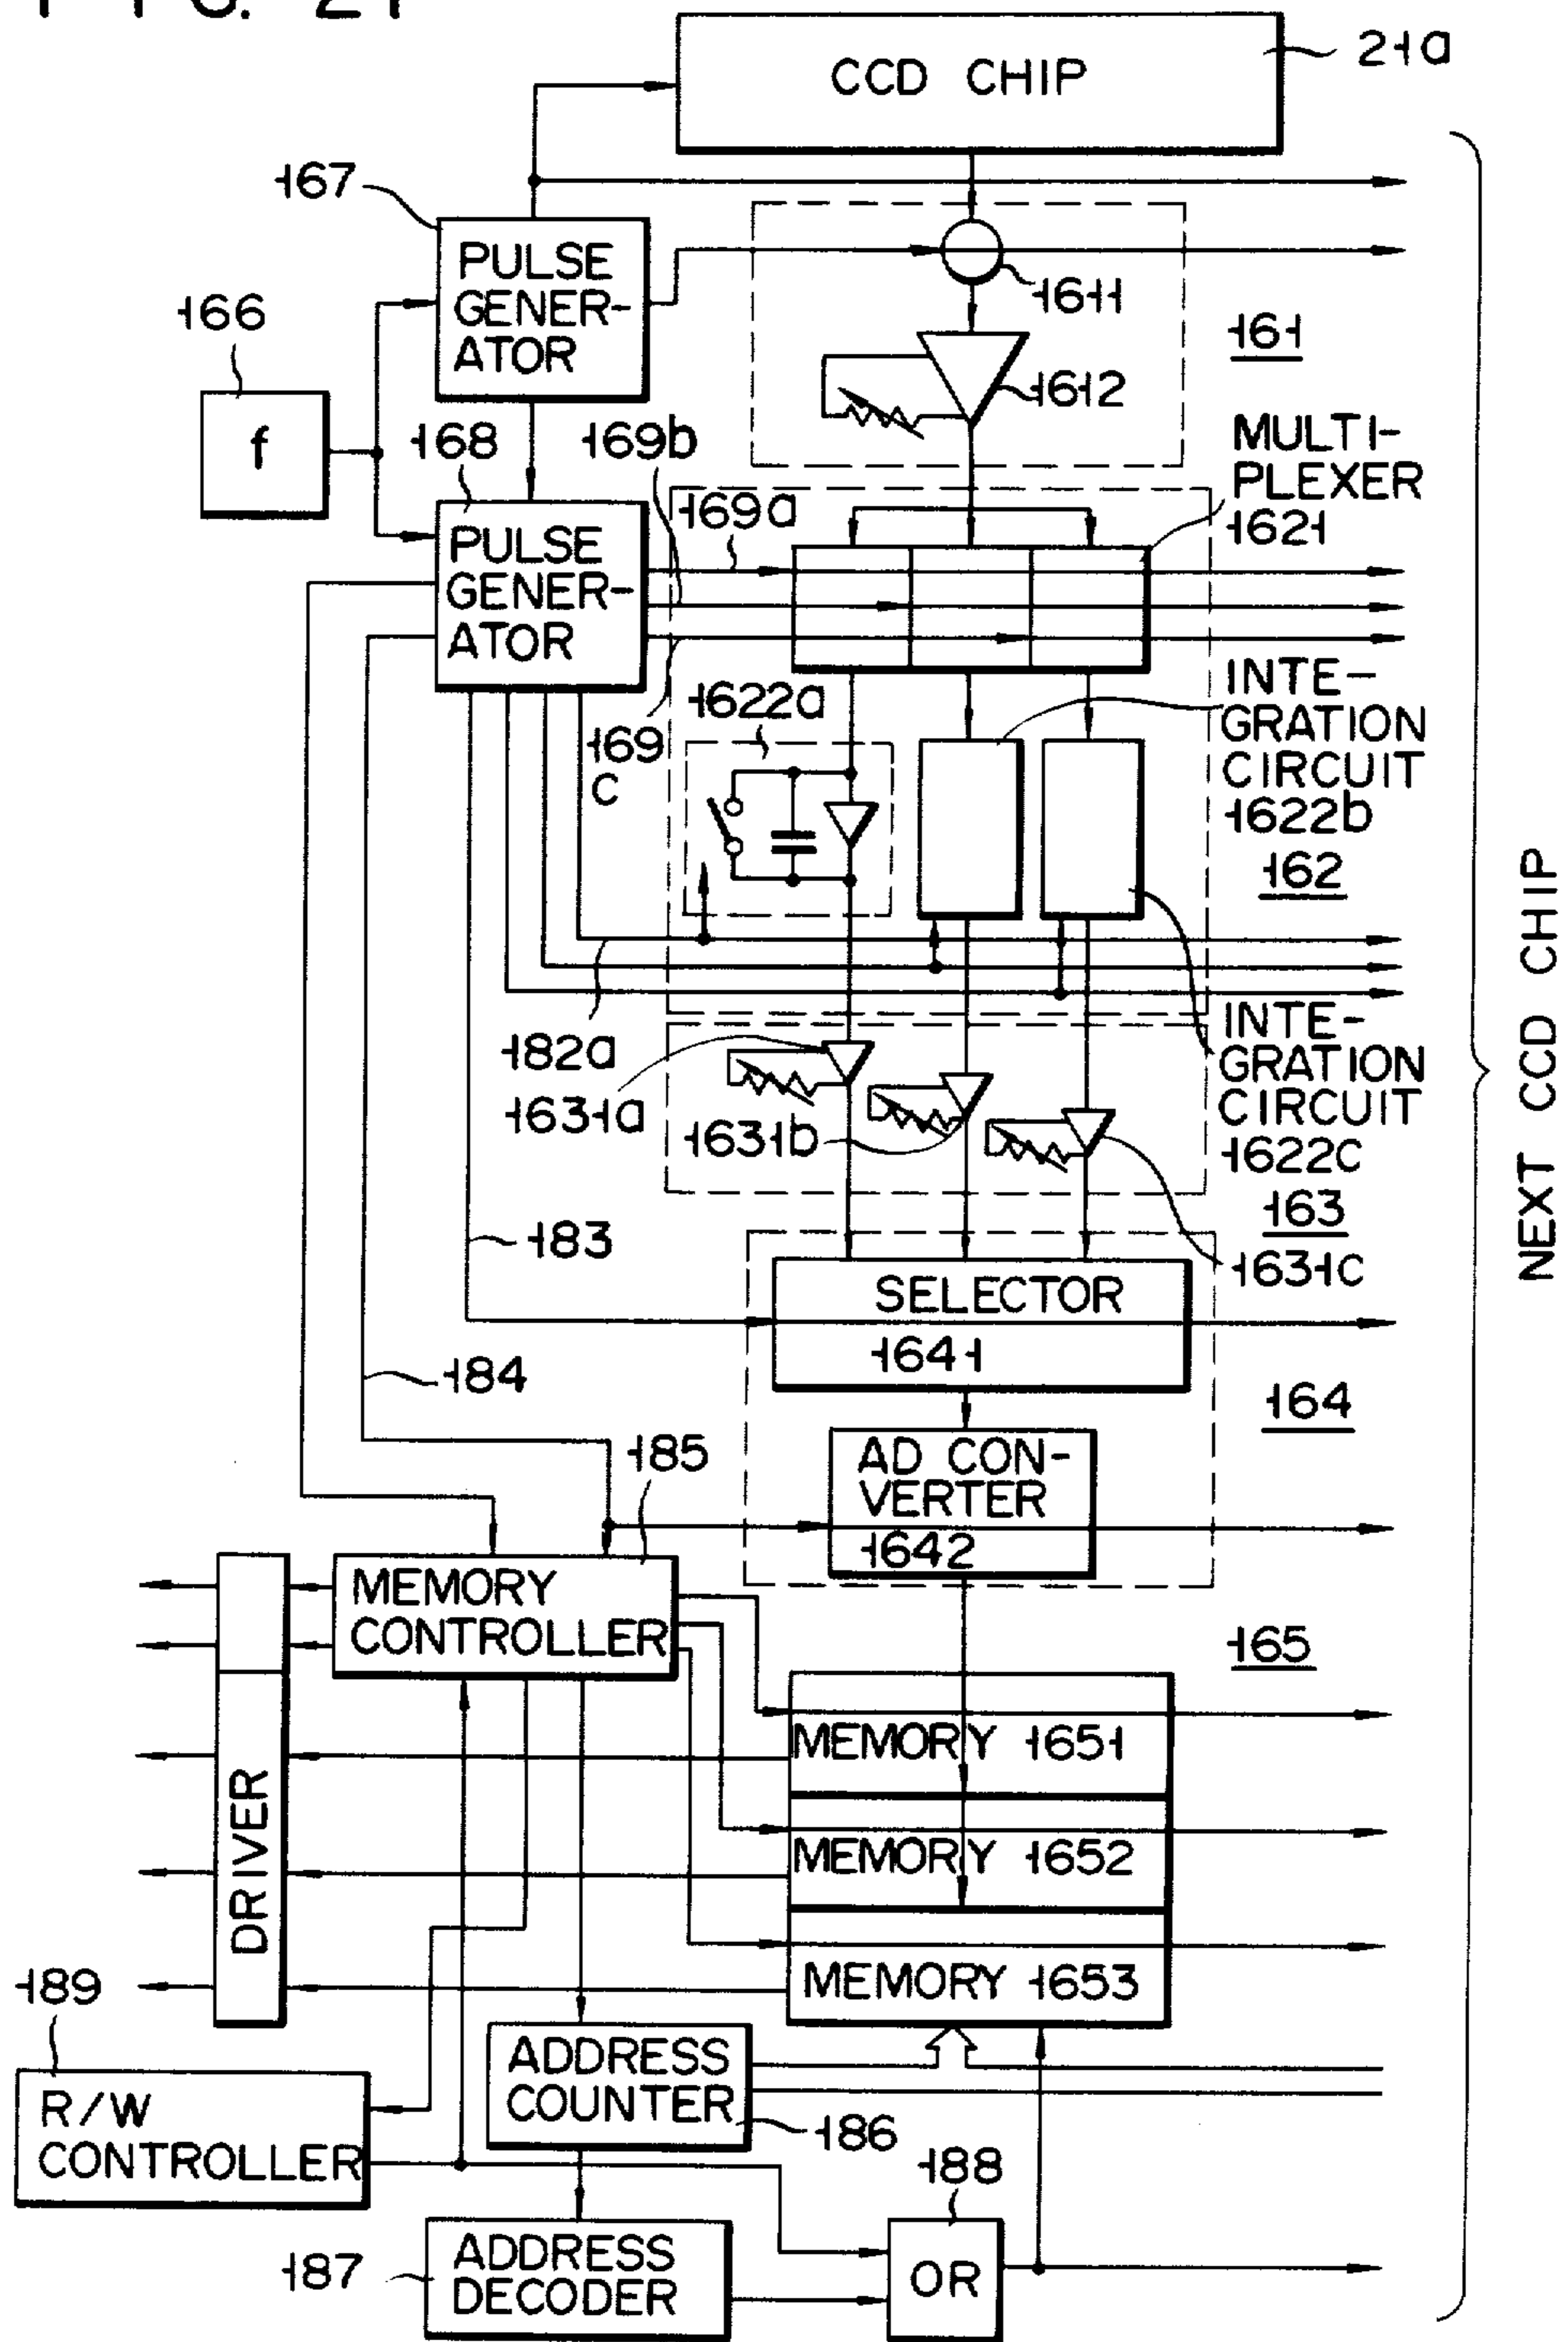 FIG. 21
CCD CHIP
21a
167
PULSE
GENER-
ATOR
1611
166
161
f
1612
168
169b
MULTI-
PLEXER
1621
169a
PULSE
GENER-
ATOR
1622a
169
C
INTE-
GRATION
CIRCUIT
1622b
162
182a
INTE-
GRATION
CIRCUIT
1622c
1631a
1631b
163
183
1631c
SELECTOR
1641
184
164
185
AD CON-
VERTER
1642
MEMORY
CONTROLLER
165
MEMORY 1651
DRIVER
MEMORY 1652
MEMORY 1653
189
ADDRESS
COUNTER
186
R/W
CONTROLLER
188
187
ADDRESS
DECODER
OR
NEXT CCD CHIP